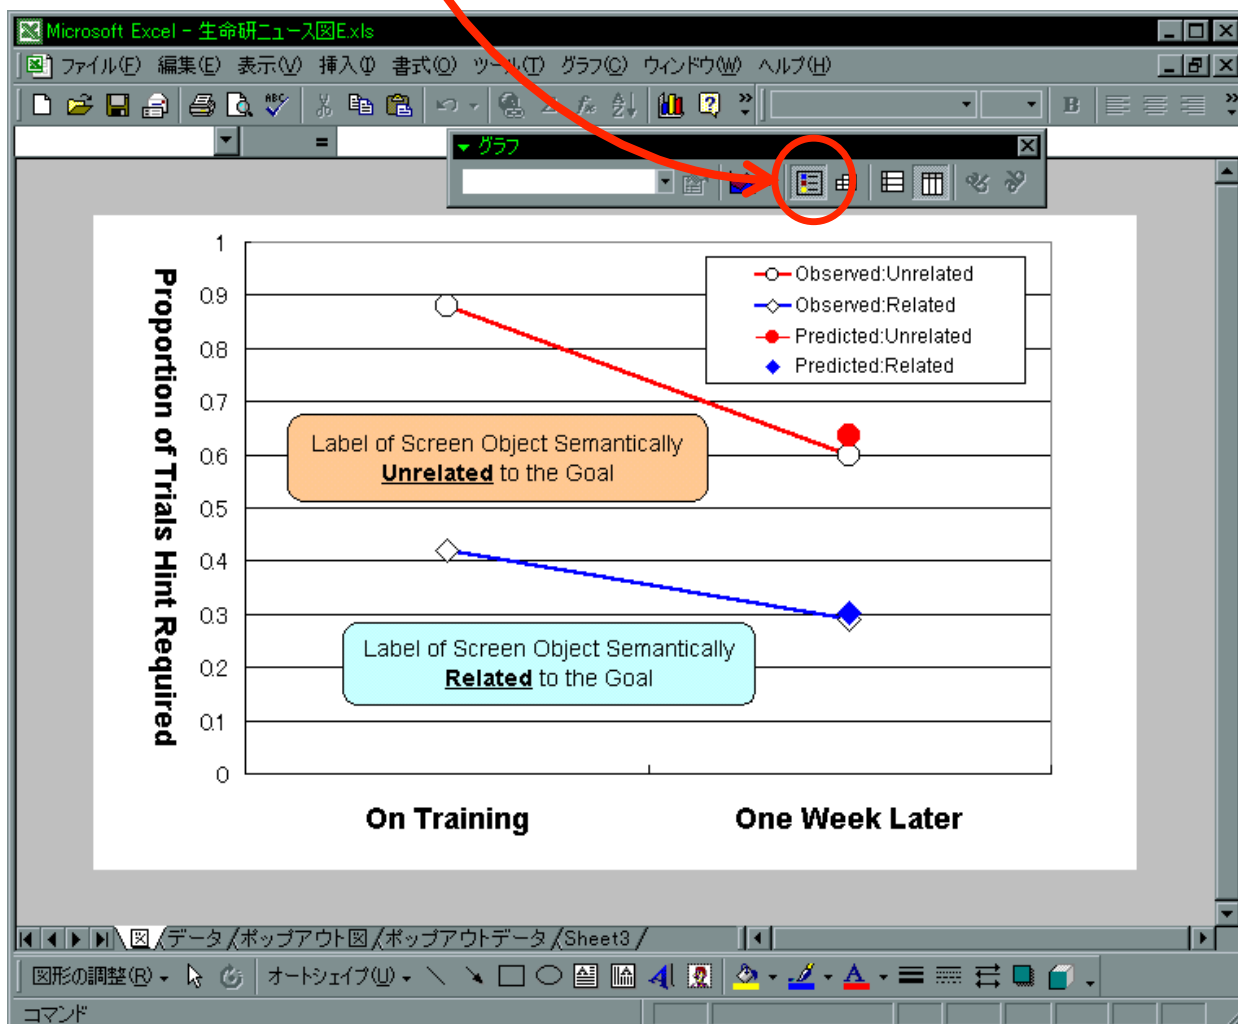 Microsoft Excel - 生命研ニュース図E.xls
ファイル(F) 編集(E) 表示(V) 挿入(I) 書式(O) ツール(T) グラフ(C) ウィンドウ(W) ヘルプ(H)
ABC
B
=
グラフ
1
0.9
0.8
0.7
0.6
0.5
0.4
0.3
0.2
0.1
0
Proportion of Trials Hint Required
Observed:Unrelated
Observed:Related
Predicted:Unrelated
Predicted:Related
Label of Screen Object Semantically
Unrelated to the Goal
Label of Screen Object Semantically
Related to the Goal
On Training One Week Later
図 データ ポップアウト図 ポップアウトデータ Sheet3
図形の調整(R) オートシェイプ(U)
コマンド